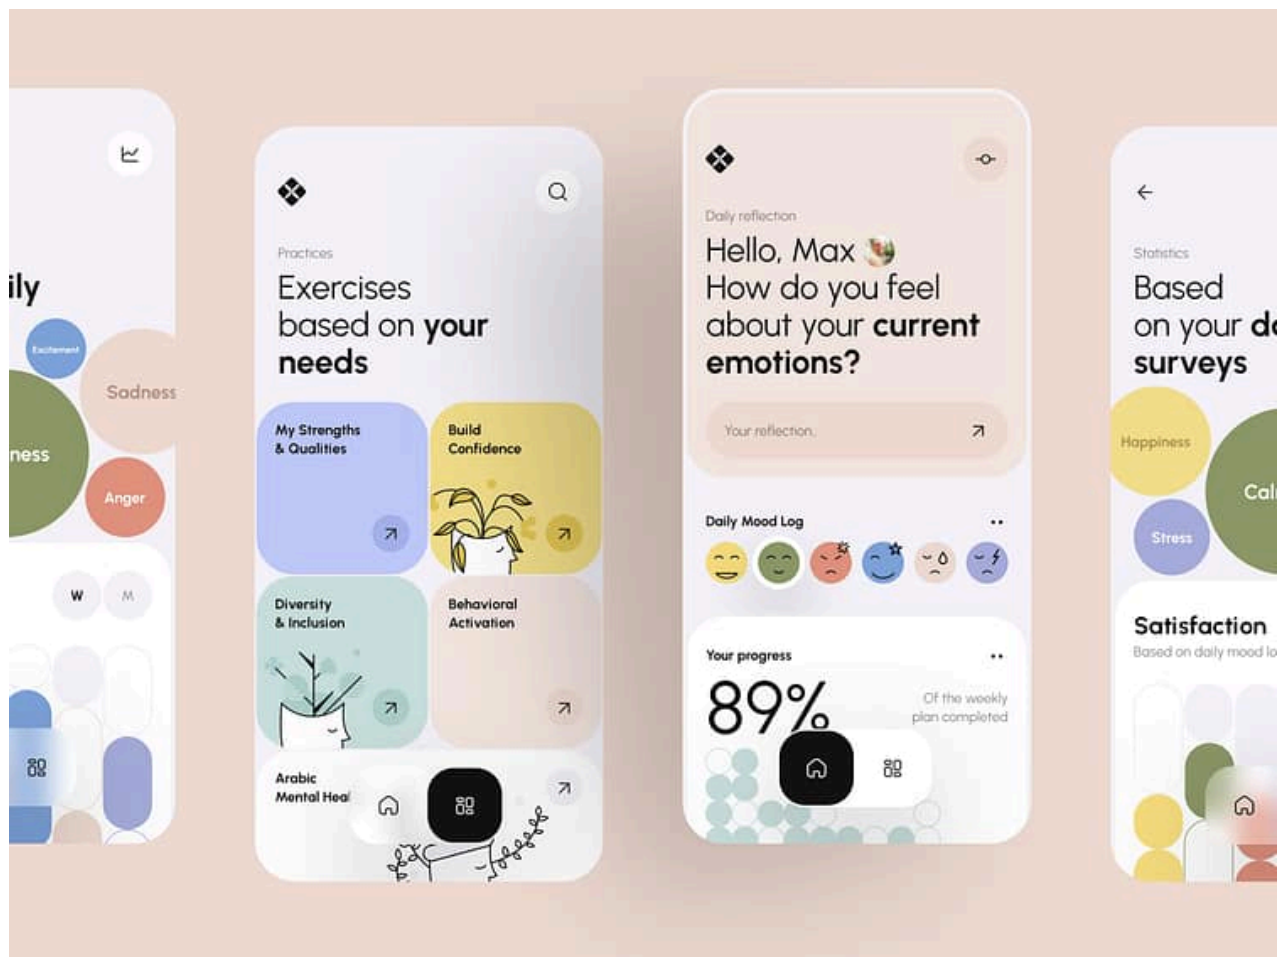 ily
Excitement
Sadness
ness
Anger
W
M
Practices
Exercises
based on your
needs
My Strengths
& Qualities
Build
Confidence
Diversity
& Inclusion
Behavioral
Activation
Arabic
Mental Heal
Daily reflection
Hello, Max
How do you feel
about your current
emotions?
Your reflection..
Daily Mood Log
Your progress
89%
Of the weekly
plan completed
Statistics
Based
on your da
surveys
Happiness
Cal
Stress
Satisfaction
Based on daily mood lo